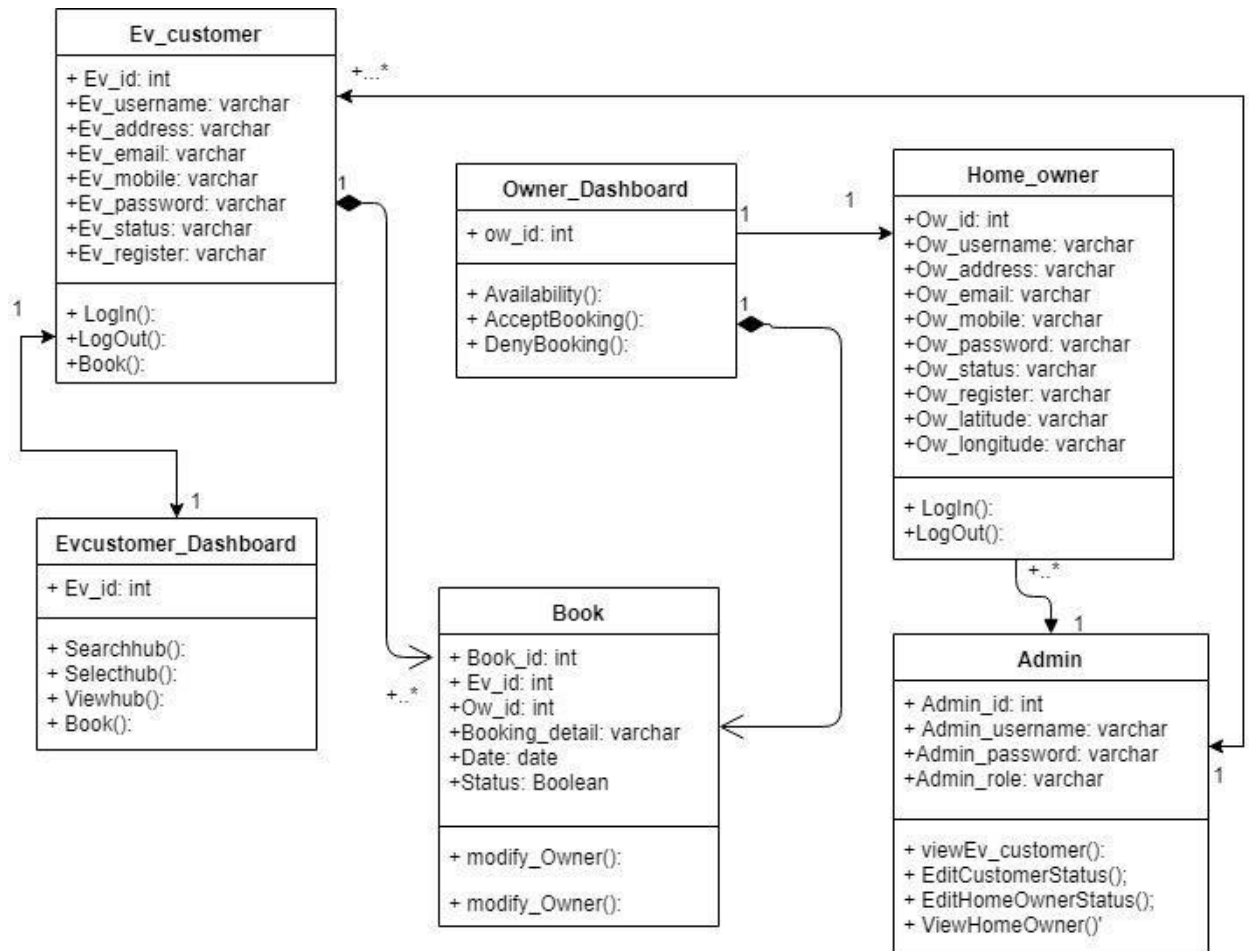 Ev_customer
+ Ev_id: int
+Ev_username: varchar
+Ev_address: varchar
+Ev_email: varchar
+Ev_mobile: varchar
+Ev_password: varchar
+Ev_status: varchar
+Ev_register: varchar
+ LogIn():
+LogOut():
+Book():
+...*
1
1
1
Evcustomer_Dashboard
+ Ev_id: int
+ Searchhub():
+ Selecthub():
+ Viewhub():
+ Book():
Owner_Dashboard
+ ow_id: int
+ Availability():
+ AcceptBooking():
+ DenyBooking():
1
1
1
Home_owner
+Ow_id: int
+Ow_username: varchar
+Ow_address: varchar
+Ow_email: varchar
+Ow_mobile: varchar
+Ow_password: varchar
+Ow_status: varchar
+Ow_register: varchar
+Ow_latitude: varchar
+Ow_longitude: varchar
+ LogIn():
+LogOut():
+..*
1
Book
+ Book_id: int
+ Ev_id: int
+Ow_id: int
+Booking_detail: varchar
+Date: date
+Status: Boolean
+ modify_Owner():
+ modify_Owner():
+..*
Admin
+ Admin_id: int
+ Admin_username: varchar
+Admin_password: varchar
+Admin_role: varchar
+ viewEv_customer():
+ EditCustomerStatus();
+ EditHomeOwnerStatus();
+ ViewHomeOwner()'
1